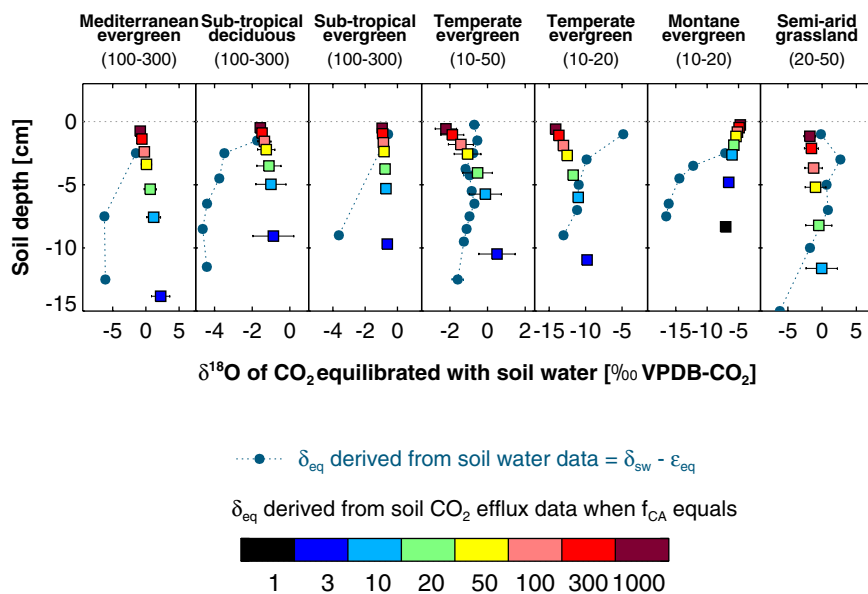 Mediterranean evergreen (100-300)
Sub-tropical deciduous (100-300)
Sub-tropical evergreen (100-300)
Temperate evergreen (10-50)
Temperate evergreen (10-20)
Montane evergreen (10-20)
Semi-arid grassland (20-50)
Soil depth [cm]
0
-5
-10
-15
-5 0 5
-4 -2 0
-4 -2 0
-2 0 2
-15 -10 -5
-15 -10 -5
-5 0 5
δ¹⁸O of CO₂ equilibrated with soil water [‰ VPDB-CO₂]
δeq derived from soil water data = δsw - εeq
δeq derived from soil CO₂ efflux data when fCA equals
1 3 10 20 50 100 300 1000